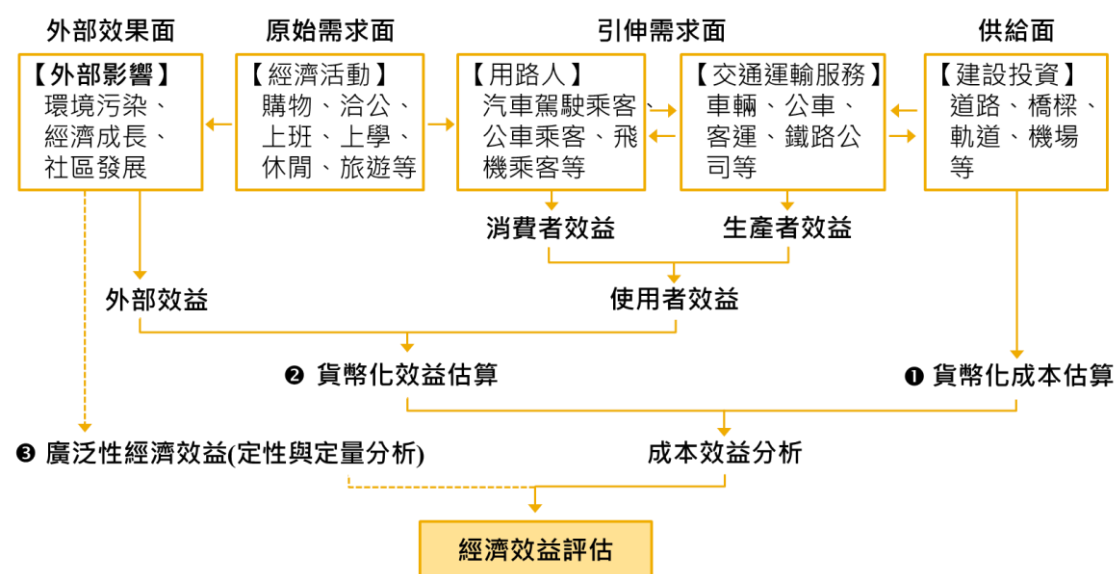 外部效果面
原始需求面
引伸需求面
供給面
【外部影響】
環境污染、
經濟成長、
社區發展
【經濟活動】
購物、洽公、
上班、上學、
休閒、旅遊等
【用路人】
汽車駕駛乘客、
公車乘客、飛
機乘客等
【交通運輸服務】
車輛、公車、
客運、鐵路公
司等
【建設投資】
道路、橋樑、
軌道、機場
等
消費者效益
生產者效益
外部效益
使用者效益
❷ 貨幣化效益估算
❶ 貨幣化成本估算
❸ 廣泛性經濟效益(定性與定量分析)
成本效益分析
經濟效益評估